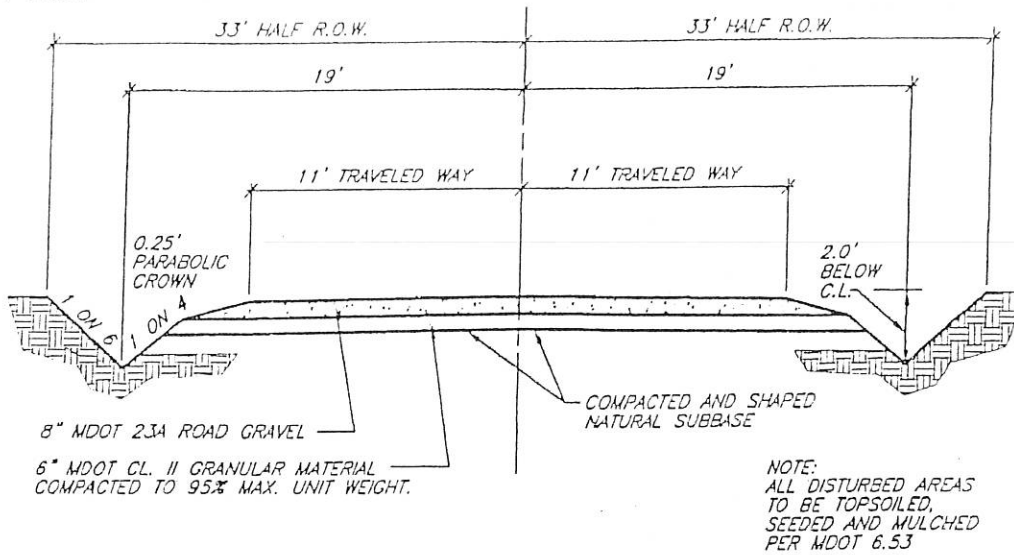 33' HALF R.O.W.
33' HALF R.O.W.
19'
19'
11' TRAVELED WAY
11' TRAVELED WAY
0.25'
PARABOLIC
CROWN
2.0'
BELOW
C.L.
1 ON 6
1 ON 4
8" MDOT 23A ROAD GRAVEL
COMPACTED AND SHAPED
NATURAL SUBBASE
6" MDOT CL. II GRANULAR MATERIAL
COMPACTED TO 95% MAX. UNIT WEIGHT.
NOTE:
ALL DISTURBED AREAS
TO BE TOPSOILED,
SEEDED AND MULCHED
PER MDOT 6.53